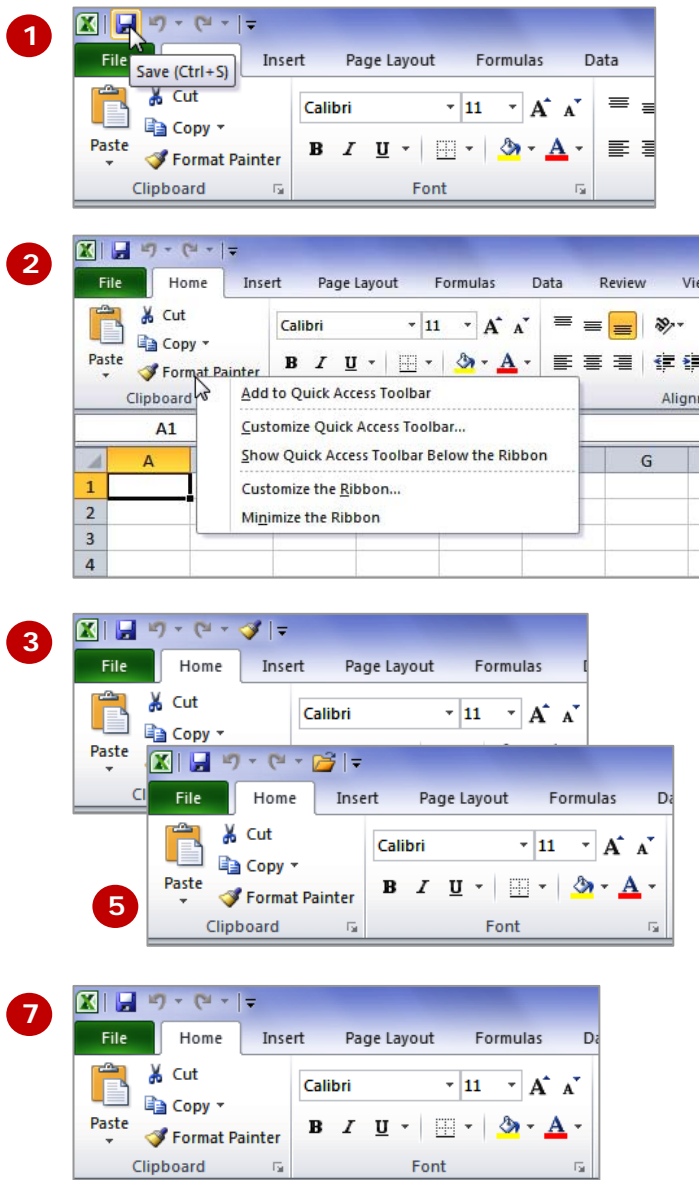 1
File
Insert Page Layout Formulas Data
Save (Ctrl+S)
Cut
Calibri 11 A A
Copy
Paste
Format Painter
B I U A
Clipboard Font
2
File Home Insert Page Layout Formulas Data Review Vie
Cut
Calibri 11 A A
Copy
Paste
Format Painter
B I U A
Clipboard Alignm
Add to Quick Access Toolbar
Customize Quick Access Toolbar...
Show Quick Access Toolbar Below the Ribbon
Customize the Ribbon...
Minimize the Ribbon
A1
A G
1
2
3
4
3
File Home Insert Page Layout Formulas
Cut
Calibri 11 A A
Copy
Paste
Cl
5
File Home Insert Page Layout Formulas Da
Cut
Calibri 11 A A
Copy
Paste
Format Painter
B I U A
Clipboard Font
7
File Home Insert Page Layout Formulas Da
Cut
Calibri 11 A A
Copy
Paste
Format Painter
B I U A
Clipboard Font